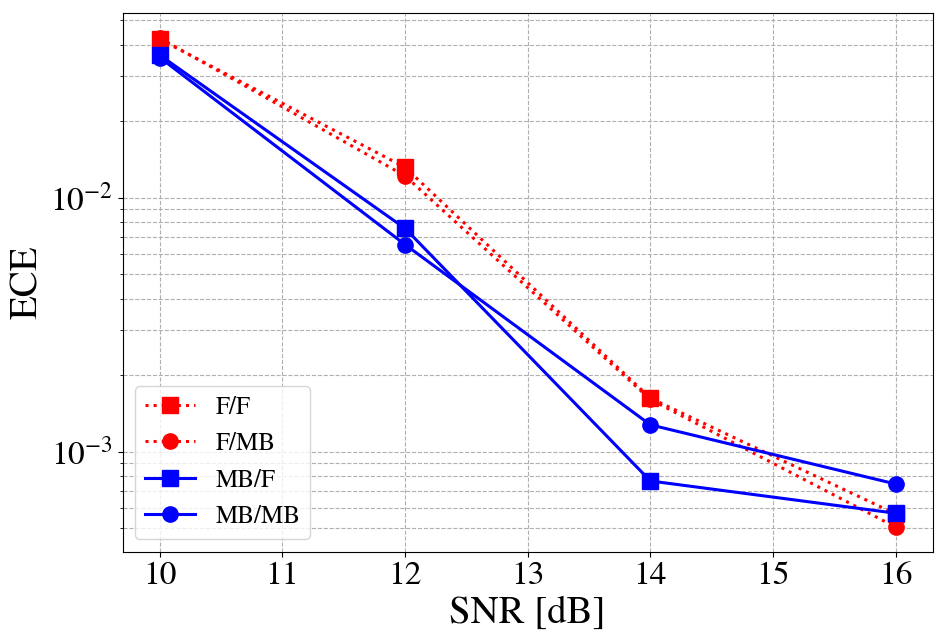 ECE
10⁻²
10⁻³
F/F
F/MB
MB/F
MB/MB
10 11 12 13 14 15 16
SNR [dB]